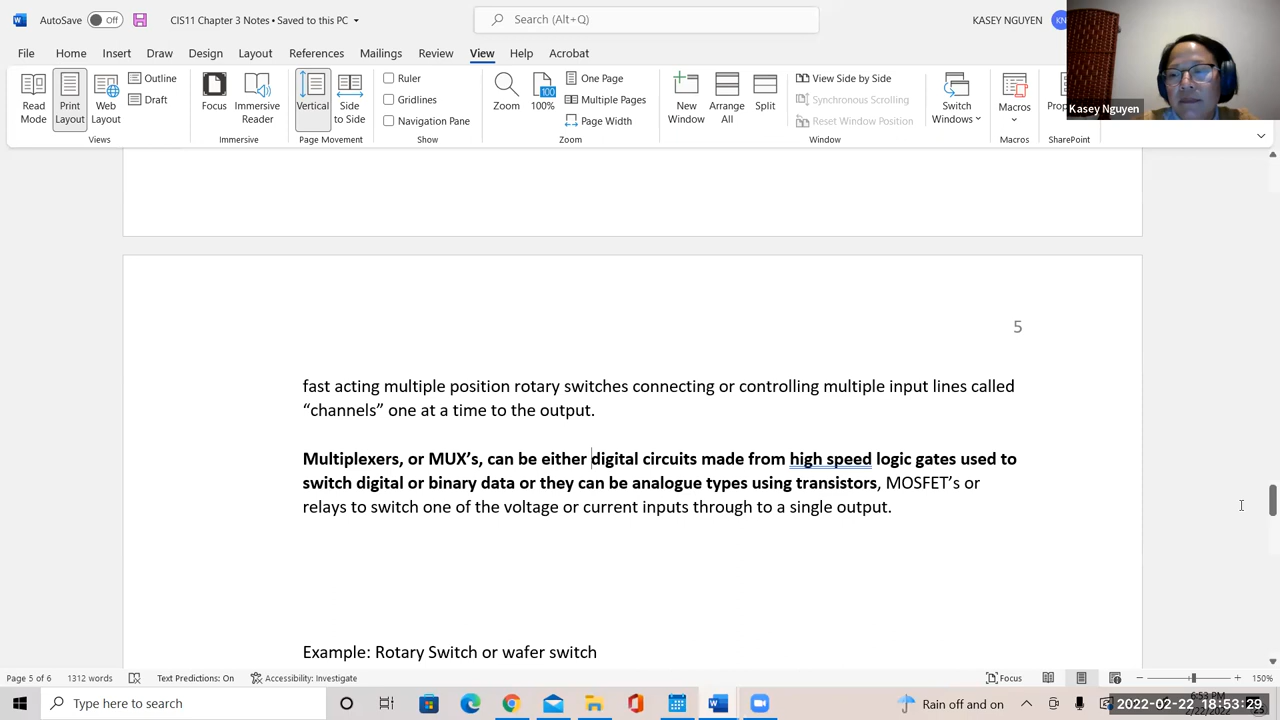 AutoSave Off CIS11 Chapter 3 Notes • Saved to this PC Search (Alt+Q) KASEY NGUYEN KN
File Home Insert Draw Design Layout References Mailings Review View Help Acrobat
Read Mode
Print Layout
Web Layout
Outline
Draft
Views
Focus
Immersive Reader
Immersive
Vertical
Side to Side
Page Movement
Ruler
Gridlines
Navigation Pane
Show
Zoom
100
100%
One Page
Multiple Pages
Page Width
Zoom
New Window
Arrange All
Split
View Side by Side
Synchronous Scrolling
Reset Window Position
Switch Windows
Window
Macros
Macros
SharePoint
Kasey Nguyen
5
fast acting multiple position rotary switches connecting or controlling multiple input lines called
“channels” one at a time to the output.
Multiplexers, or MUX’s, can be either digital circuits made from high speed logic gates used to
switch digital or binary data or they can be analogue types using transistors, MOSFET’s or
relays to switch one of the voltage or current inputs through to a single output.
Example: Rotary Switch or wafer switch
Page 5 of 6 1312 words Text Predictions: On Accessibility: Investigate Focus 150%
Type here to search
Rain off and on
6:53 PM
2/22/2022
2022-02-22 18:53:29